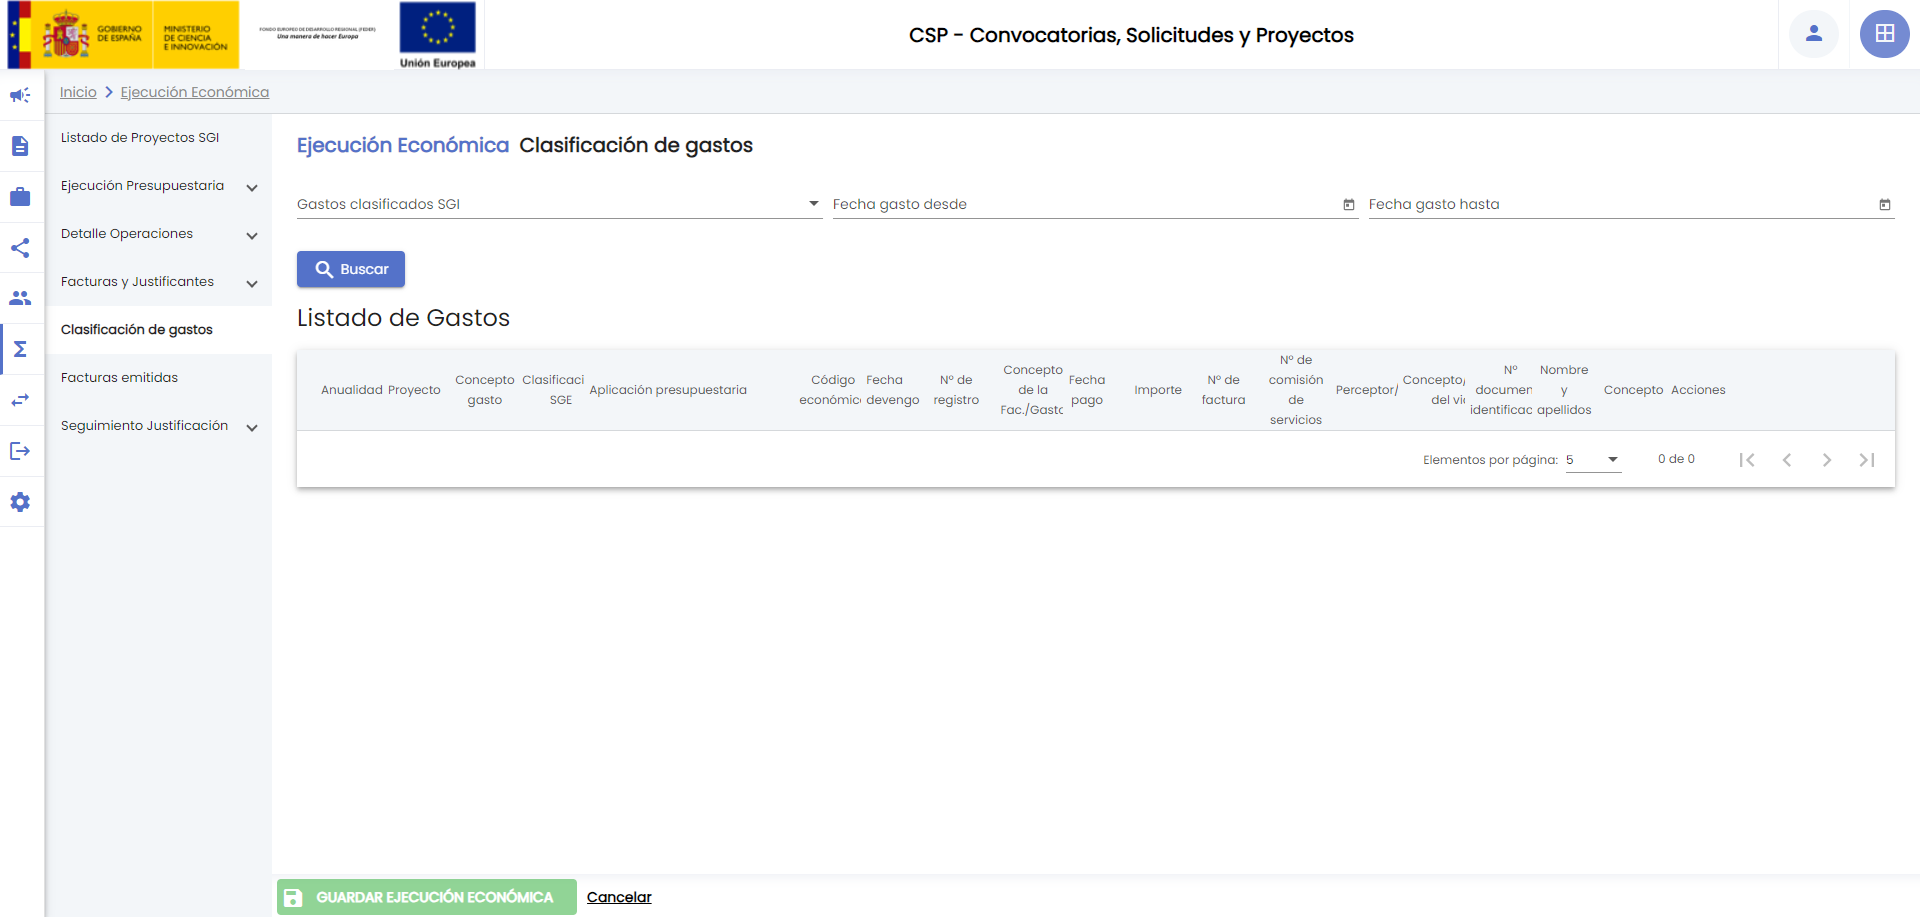 GOBIERNO
DE ESPAÑA
MINISTERIO
DE CIENCIA
E INNOVACIÓN
FONDO EUROPEO DE DESARROLLO REGIONAL (FEDER)
Una manera de hacer Europa
Unión Europea
CSP - Convocatorias, Solicitudes y Proyectos
Inicio
Ejecución Económica
Listado de Proyectos SGI
Ejecución Presupuestaria
Detalle Operaciones
Facturas y Justificantes
Clasificación de gastos
Facturas emitidas
Seguimiento Justificación
Ejecución Económica Clasificación de gastos
Gastos clasificados SGI
Fecha gasto desde
Fecha gasto hasta
Buscar
Listado de Gastos
Anualidad
Proyecto
Concepto
gasto
Clasificaci
SGE
Aplicación presupuestaria
Código
económic
Fecha
devengo
Nº de
registro
Concepto
de la
Fac./Gasto
Fecha
pago
Importe
Nº de
factura
Nº de
comisión
de
servicios
Perceptor/
Concepto/
del vi
Nº
documen
identificac
Nombre
y
apellidos
Concepto
Acciones
Elementos por página: 5
0 de 0
GUARDAR EJECUCIÓN ECONÓMICA
Cancelar